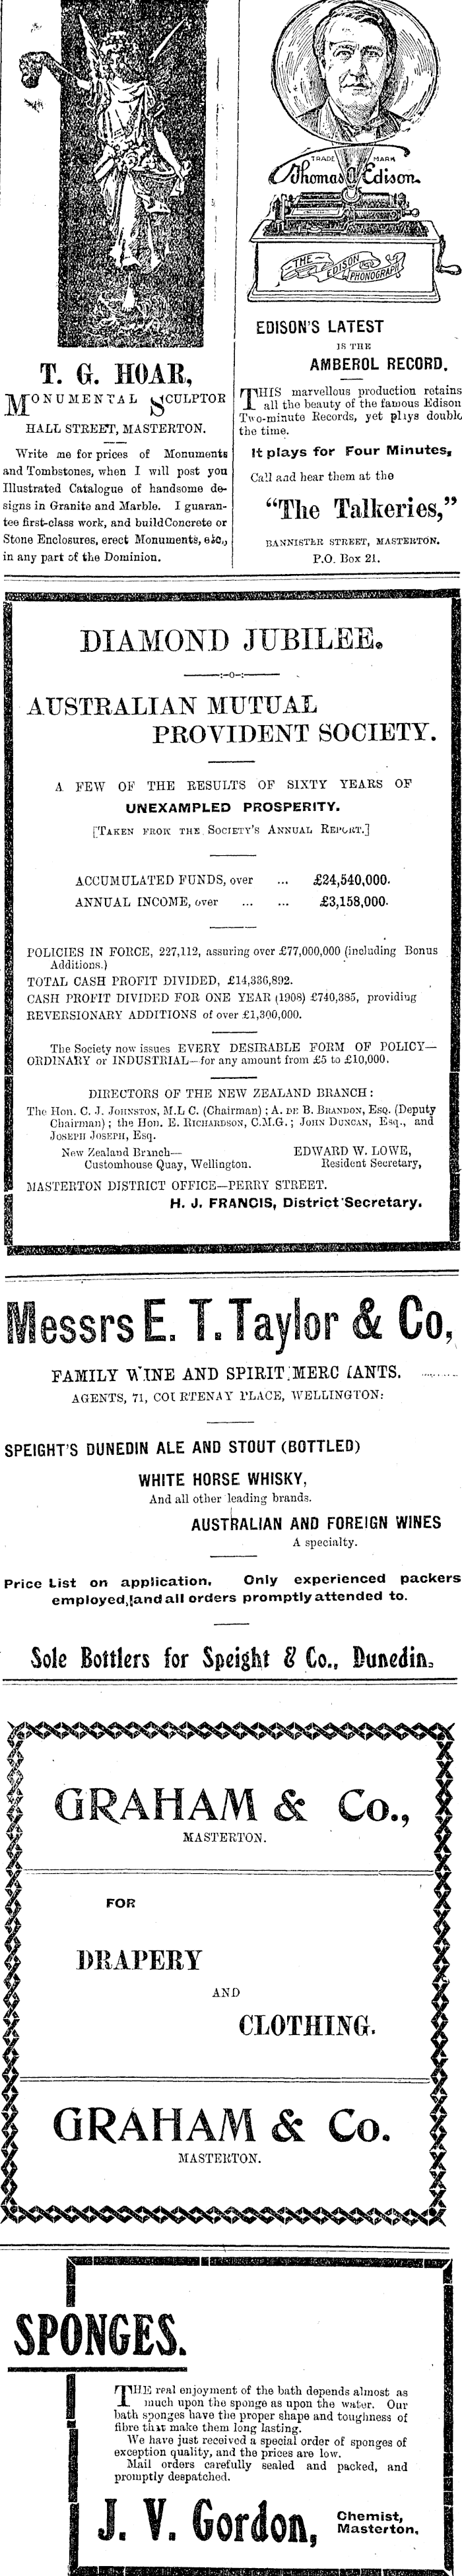 T. G. HOAR,
MONUMENTAL SCULPTOR
HALL STREET, MASTERTON.
Write me for prices of Monuments
and Tombstones, when I will post you
Illustrated Catalogue of handsome de-
signs in Granite and Marble. I guaran-
tee first-class work, and buildConcrete or
Stone Enclosures, erect Monuments, etc.,
in any part of the Dominion.
TRADE MARK
Thomas A Edison
THE EDISON PHONOGRAPH
EDISON'S LATEST
IS THE
AMBEROL RECORD.
THIS marvellous production retains
all the beauty of the famous Edison
Two-minute Records, yet plays double
the time.
It plays for Four Minutes,
Call and hear them at the
"The Talkeries,"
BANNISTER STREET, MASTERTON.
P.O. Box 21.
DIAMOND JUBILEE.
—:-o-:—
AUSTRALIAN MUTUAL
PROVIDENT SOCIETY.
A FEW OF THE RESULTS OF SIXTY YEARS OF
UNEXAMPLED PROSPERITY.
[TAKEN FROM THE SOCIETY'S ANNUAL REPORT.]
ACCUMULATED FUNDS, over ... £24,540,000.
ANNUAL INCOME, over ... ... £3,158,000.
POLICIES IN FORCE, 227,112, assuring over £77,000,000 (including Bonus
Additions.)
TOTAL CASH PROFIT DIVIDED, £14,336,892.
CASH PROFIT DIVIDED FOR ONE YEAR (1908) £740,385, providing
REVERSIONARY ADDITIONS of over £1,300,000.
The Society now issues EVERY DESIRABLE FORM OF POLICY—
ORDINARY or INDUSTRIAL—for any amount from £5 to £10,000.
DIRECTORS OF THE NEW ZEALAND BRANCH:
The Hon. C. J. JOHNSTON, M.L C. (Chairman); A. DE B. BRANDON, ESQ. (Deputy
Chairman); the Hon. E. RICHARDSON, C.M.G.; JOHN DUNCAN, Esq., and
JOSEPH JOSEPH, Esq.
New Zealand Branch— EDWARD W. LOWE,
Customhouse Quay, Wellington. Resident Secretary,
MASTERTON DISTRICT OFFICE—PERRY STREET.
H. J. FRANCIS, District Secretary.
Messrs E. T. Taylor & Co,
FAMILY WINE AND SPIRIT MERCHANTS.
AGENTS, 71, COURTENAY PLACE, WELLINGTON:
SPEIGHT'S DUNEDIN ALE AND STOUT (BOTTLED)
WHITE HORSE WHISKY,
And all other leading brands.
AUSTRALIAN AND FOREIGN WINES
A specialty.
Price List on application, Only experienced packers
employed, and all orders promptly attended to.
Sole Bottlers for Speight & Co., Dunedin.
GRAHAM & Co.,
MASTERTON.
FOR
DRAPERY
AND
CLOTHING.
GRAHAM & Co.
MASTERTON.
SPONGES.
THE real enjoyment of the bath depends almost as
much upon the sponge as upon the water. Our
bath sponges have the proper shape and toughness of
fibre that make them long lasting.
We have just received a special order of sponges of
exception quality, and the prices are low.
Mail orders carefully sealed and packed, and
promptly despatched.
J. V. Gordon, Chemist,
Masterton.